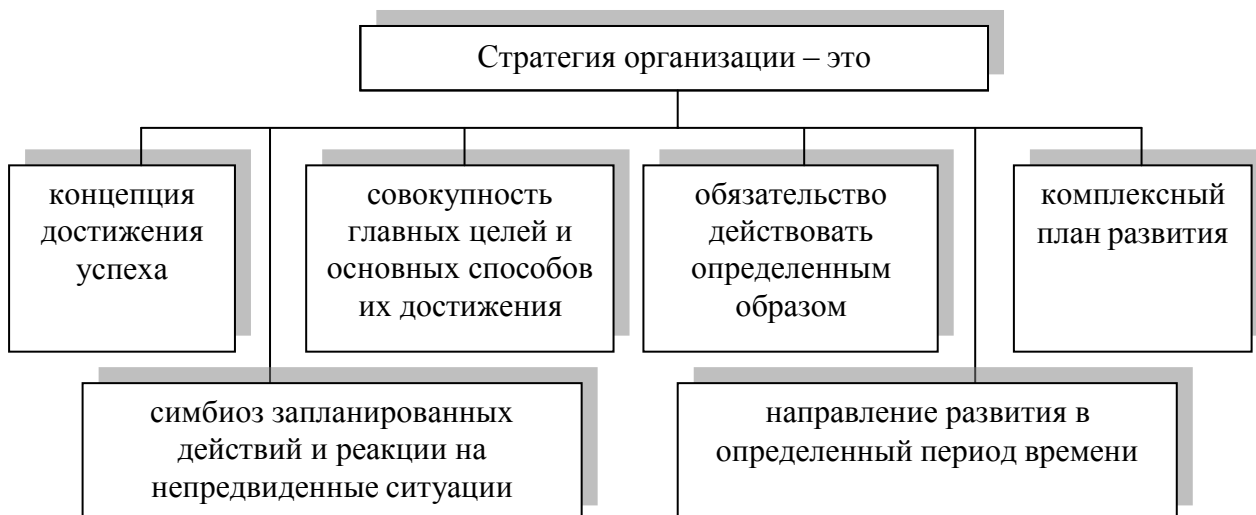 Стратегия организации – это
концепция
достижения
успеха
совокупность
главных целей и
основных способов
их достижения
обязательство
действовать
определенным
образом
комплексный
план развития
симбиоз запланированных
действий и реакции на
непредвиденные ситуации
направление развития в
определенный период времени